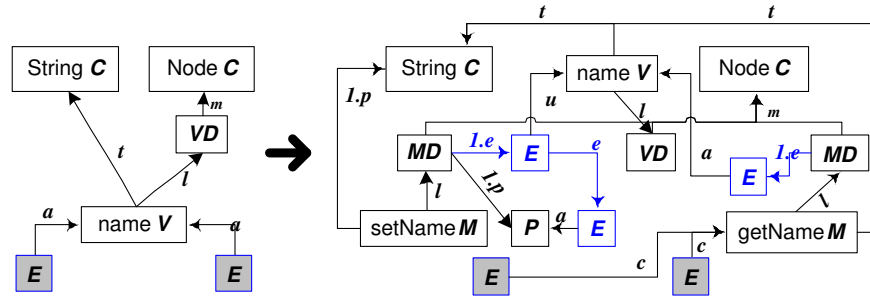 t t
String C Node C String C name V Node C
1.p u l m
m
VD MD 1.e E e VD a 1.e MD
E
t l l 1.p l
a name V a setName M P a E getName M
E E E c E c